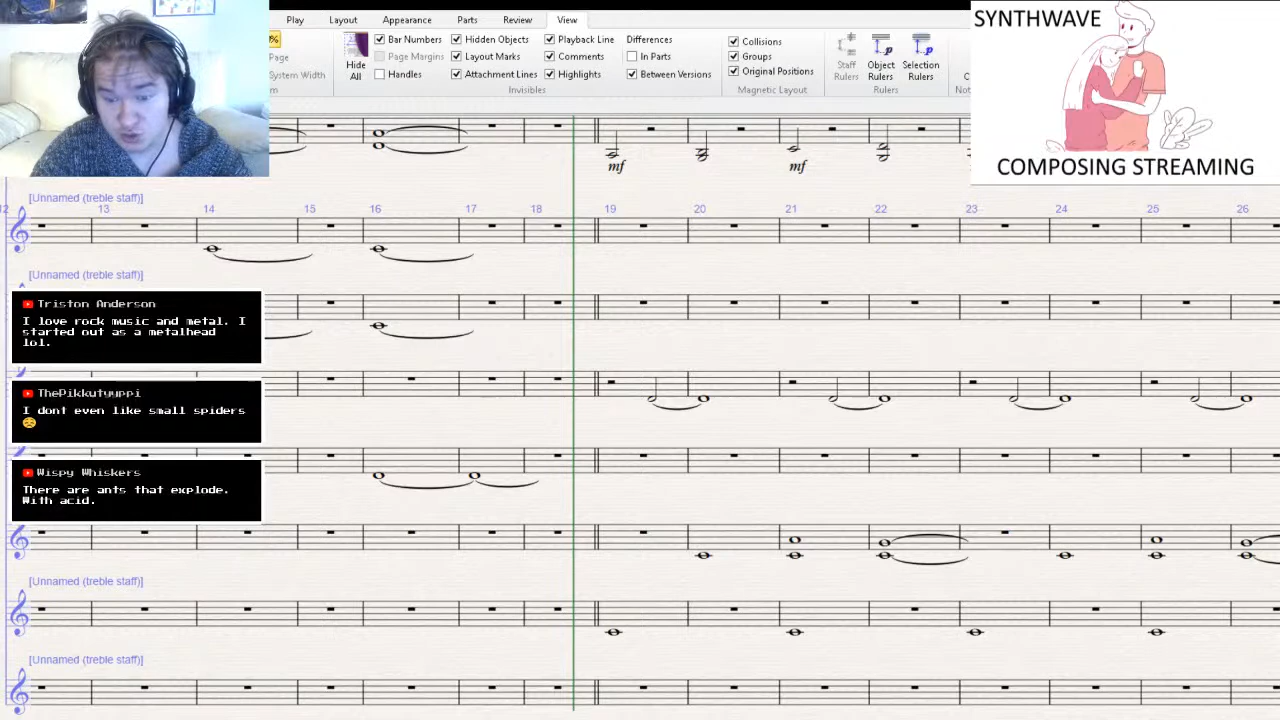 Play Layout Appearance Parts Review View
% Bar Numbers Hidden Objects Playback Line Differences
Page Page Margins Layout Marks Comments In Parts
System Width Handles Attachment Lines Highlights Between Versions
Hide All
Invisibles
Collisions
Groups
Original Positions
Magnetic Layout
Staff Rulers
Object Rulers
Selection Rulers
Rulers
SYNTHWAVE
COMPOSING STREAMING
mf mf
[Unnamed (treble staff)]
12 13 14 15 16 17 18 19 20 21 22 23 24 25 26
[Unnamed (treble staff)]
Triston Anderson
I love rock music and metal. I
started out as a metalhead
lol.
ThePikkutyyppi
I dont even like small spiders
😞
Wispy Whiskers
There are ants that explode.
With acid.
[Unnamed (treble staff)]
[Unnamed (treble staff)]